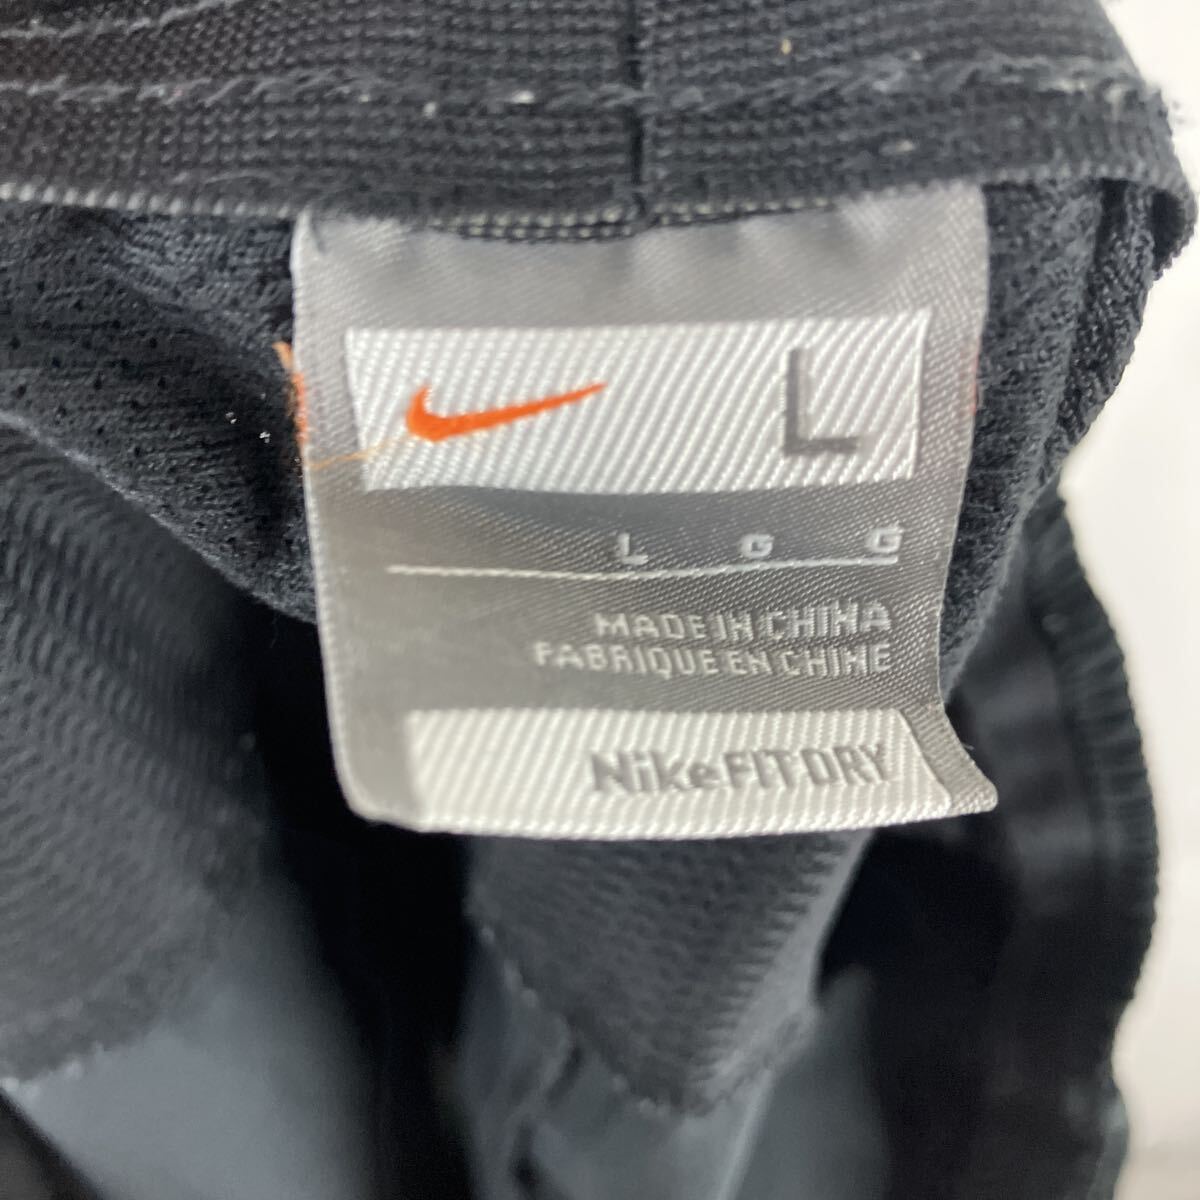 L
L G G
MADE IN CHINA
FABRIQUE EN CHINE
NikeFIT DRY